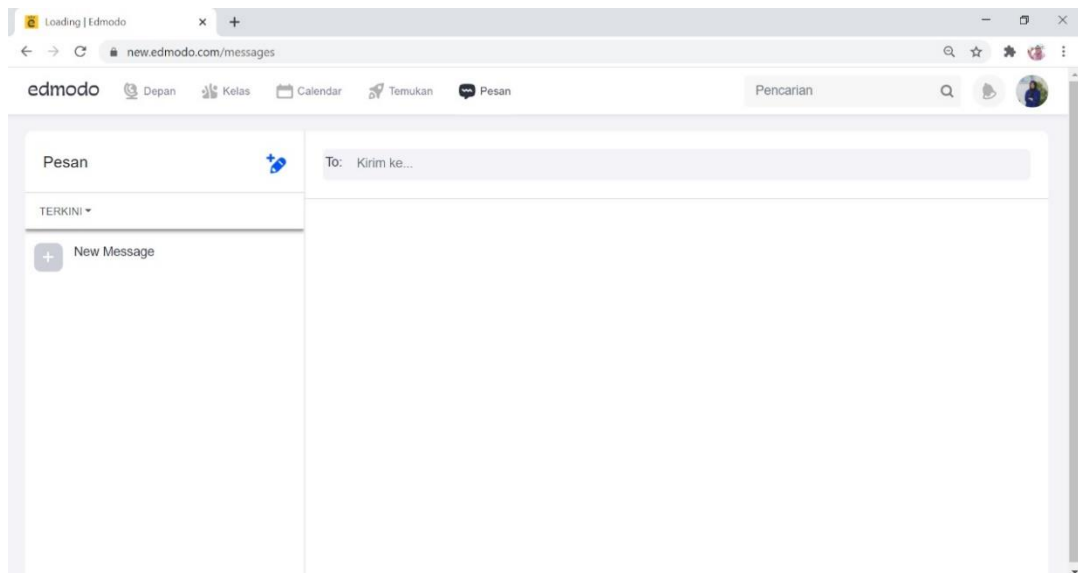 Loading | Edmodo
new.edmodo.com/messages
edmodo Depan Kelas Calendar Temukan Pesan Pencarian
Pesan
To: Kirim ke...
TERKINI
New Message